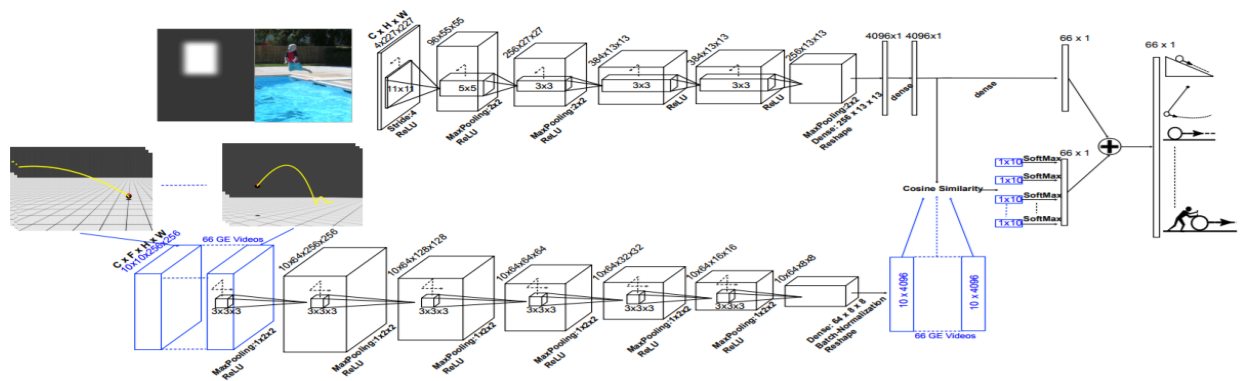 C x H x W
4x227x227
11x11
Stride:4
ReLU
96x55x55
5x5
MaxPooling:2x2
ReLU
256x27x27
3x3
MaxPooling:2x2
ReLU
384x13x13
3x3
ReLU
384x13x13
3x3
ReLU
256x13x13
MaxPooling:2x2
Dense: 256 x 13 x 13
Reshape
4096x1
dense
4096x1
dense
66 x 1
66 x 1
Cosine Similarity
1x10 SoftMax
1x10 SoftMax
1x10 SoftMax
1x10 SoftMax
66 x 1
C x F x H x W
10x10x256x256
66 GE Videos
3x3x3
MaxPooling:1x2x2
ReLU
10x64x256x256
3x3x3
MaxPooling:1x2x2
ReLU
10x64x128x128
3x3x3
MaxPooling:1x2x2
ReLU
10x64x64x64
3x3x3
MaxPooling:1x2x2
ReLU
10x64x32x32
3x3x3
MaxPooling:1x2x2
ReLU
10x64x16x16
3x3x3
MaxPooling:1x2x2
ReLU
10x64x8x8
Dense: 64 x 8 x 8
Batch-Normalization
Reshape
10 x 4096
10 x 4096
66 GE Videos